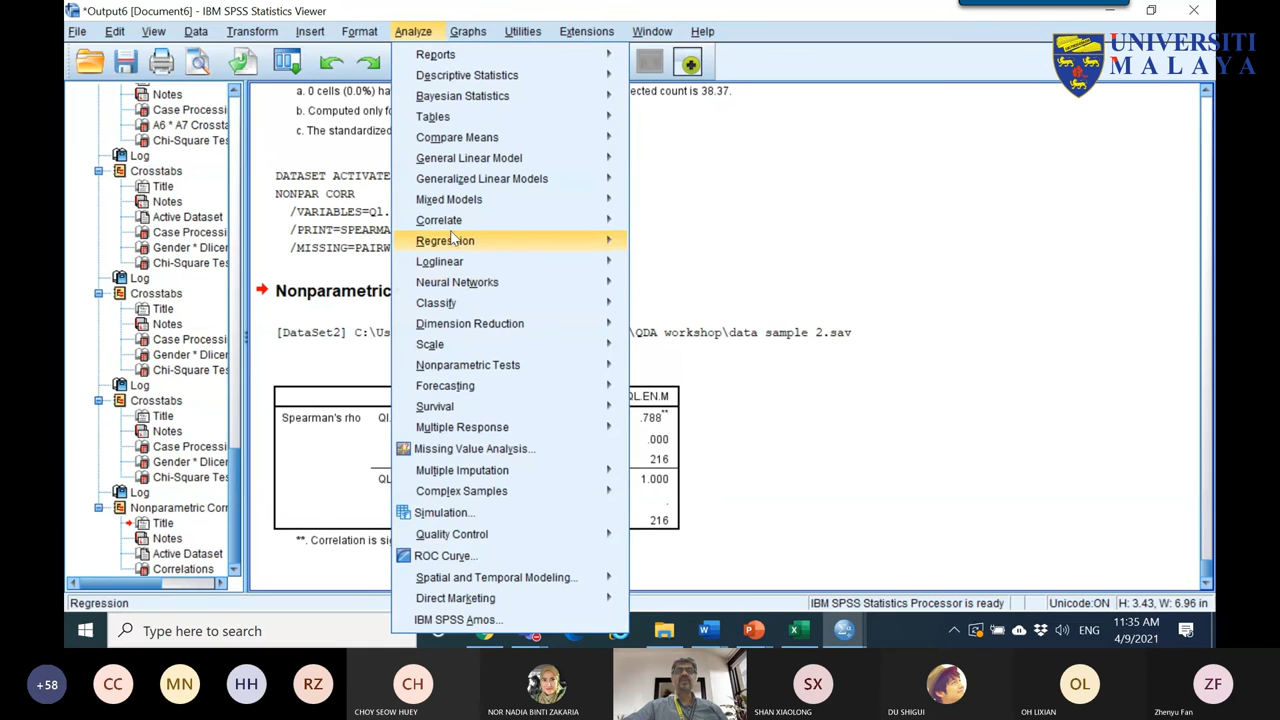 *Output6 [Document6] - IBM SPSS Statistics Viewer
File Edit View Data Transform Insert Format Analyze Graphs Utilities Extensions Window Help
UNIVERSITI
MALAYA
Notes
Case Processi
A6 * A7 Crossta
Chi-Square Tes
Log
Crosstabs
Title
Notes
Active Dataset
Case Processi
Gender * Dlicer
Chi-Square Tes
Log
Crosstabs
Title
Notes
Case Processi
Gender * Dlicer
Chi-Square Tes
Log
Crosstabs
Title
Notes
Case Processi
Gender * Dlicer
Chi-Square Tes
Log
Nonparametric Corr
Title
Notes
Active Dataset
Correlations
a. 0 cells (0.0%) ha
ected count is 38.37.
b. Computed only fo
c. The standardized
DATASET ACTIVATE
NONPAR CORR
/VARIABLES=Ql.
/PRINT=SPEARMA
/MISSING=PAIRW
Nonparametric
[DataSet2] C:\Us
\QDA workshop\data sample 2.sav
QL.EN.M
Spearman's rho Ql. .788**
.000
216
QL 1.000
.
216
**. Correlation is sig
Reports
Descriptive Statistics
Bayesian Statistics
Tables
Compare Means
General Linear Model
Generalized Linear Models
Mixed Models
Correlate
Regression
Loglinear
Neural Networks
Classify
Dimension Reduction
Scale
Nonparametric Tests
Forecasting
Survival
Multiple Response
Missing Value Analysis...
Multiple Imputation
Complex Samples
Simulation...
Quality Control
ROC Curve...
Spatial and Temporal Modeling...
Direct Marketing
IBM SPSS Amos...
Regression
IBM SPSS Statistics Processor is ready Unicode:ON H: 3.43, W: 6.96 in
Type here to search
ENG
11:35 AM
4/9/2021
+58 CC MN HH RZ CH SX OL ZF
CHOY SEOW HUEY NOR NADIA BINTI ZAKARIA SHAN XIAOLONG DU SHIGUI OH LIXIAN Zhenyu Fan